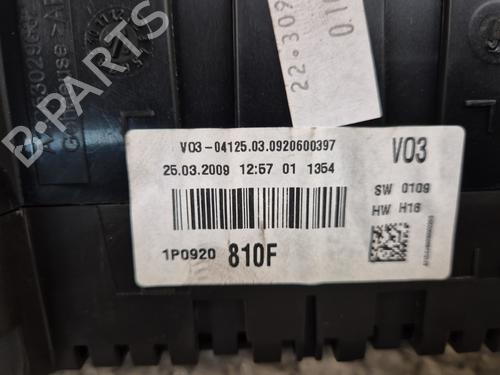 V03-04125.03.0920600397
25.03.2009 12:57 01 1354
1P0920 810F
V03
SW 0109
HW H16
22.309
B-PARTS